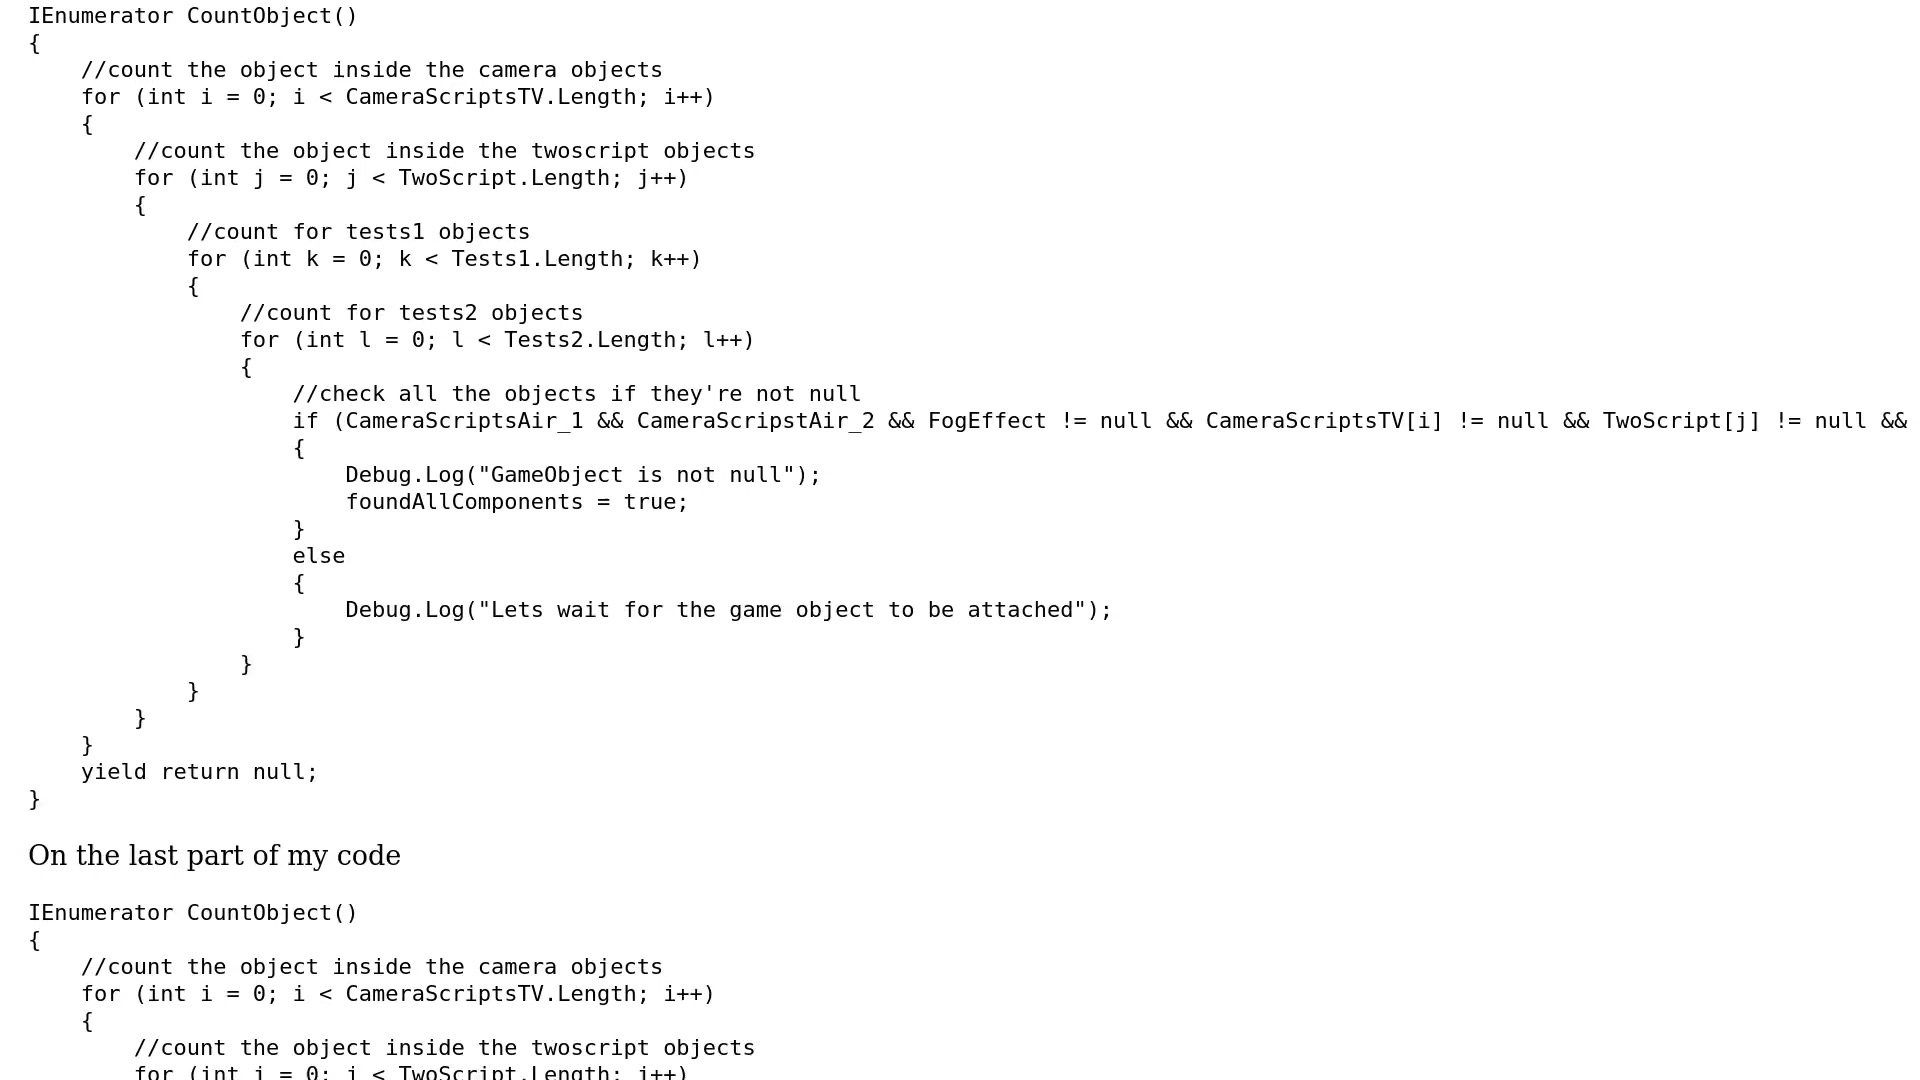 IEnumerator CountObject()
{
    //count the object inside the camera objects
    for (int i = 0; i < CameraScriptsTV.Length; i++)
    {
        //count the object inside the twoscript objects
        for (int j = 0; j < TwoScript.Length; j++)
        {
            //count for tests1 objects
            for (int k = 0; k < Tests1.Length; k++)
            {
                //count for tests2 objects
                for (int l = 0; l < Tests2.Length; l++)
                {
                    //check all the objects if they're not null
                    if (CameraScriptsAir_1 && CameraScripstAir_2 && FogEffect != null && CameraScriptsTV[i] != null && TwoScript[j] != null &&
                    {
                        Debug.Log("GameObject is not null");
                        foundAllComponents = true;
                    }
                    else
                    {
                        Debug.Log("Lets wait for the game object to be attached");
                    }
                }
            }
        }
    }
    yield return null;
}
On the last part of my code
IEnumerator CountObject()
{
    //count the object inside the camera objects
    for (int i = 0; i < CameraScriptsTV.Length; i++)
    {
        //count the object inside the twoscript objects
        for (int j = 0; j < TwoScript.Length; j++)